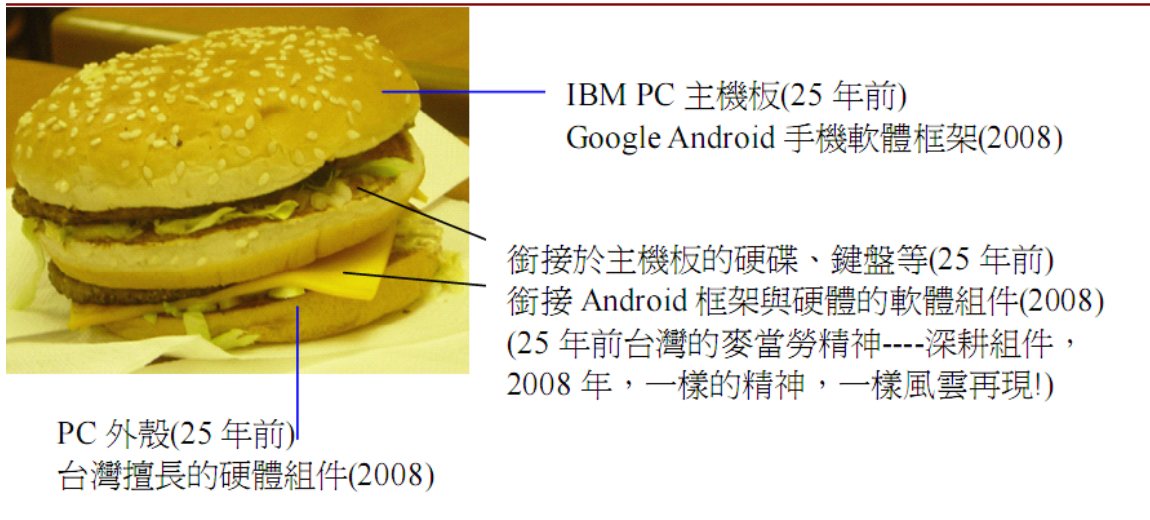 IBM PC 主機板(25 年前)
Google Android 手機軟體框架(2008)
銜接於主機板的硬碟、鍵盤等(25 年前)
銜接 Android 框架與硬體的軟體組件(2008)
(25 年前台灣的麥當勞精神----深耕組件，
2008 年，一樣的精神，一樣風雲再現!)
PC 外殼(25 年前)
台灣擅長的硬體組件(2008)